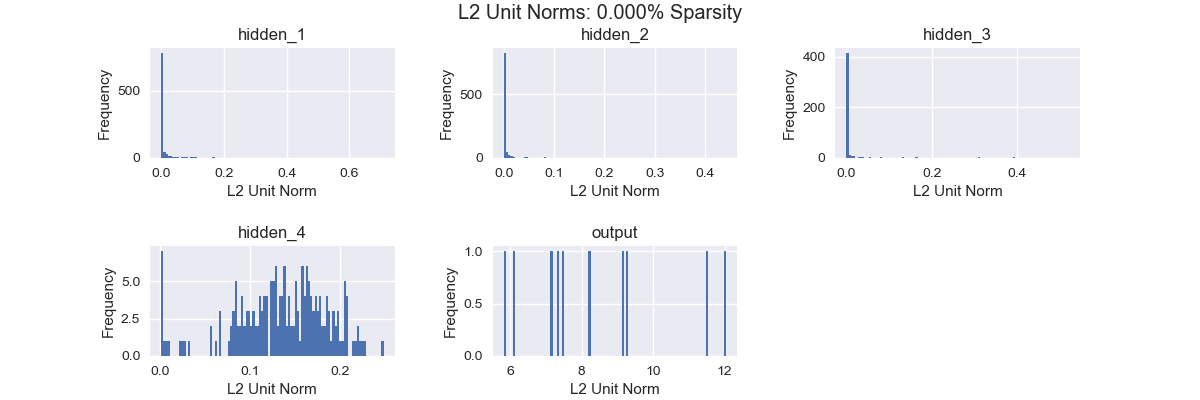 L2 Unit Norms: 0.000% Sparsity
hidden_1
hidden_2
hidden_3
Frequency
500
0
0.0 0.2 0.4 0.6
L2 Unit Norm
Frequency
500
0
0.0 0.1 0.2 0.3 0.4
L2 Unit Norm
Frequency
400
200
0
0.0 0.2 0.4
L2 Unit Norm
hidden_4
output
Frequency
5.0
2.5
0.0
0.0 0.1 0.2
L2 Unit Norm
Frequency
1.0
0.5
0.0
6 8 10 12
L2 Unit Norm